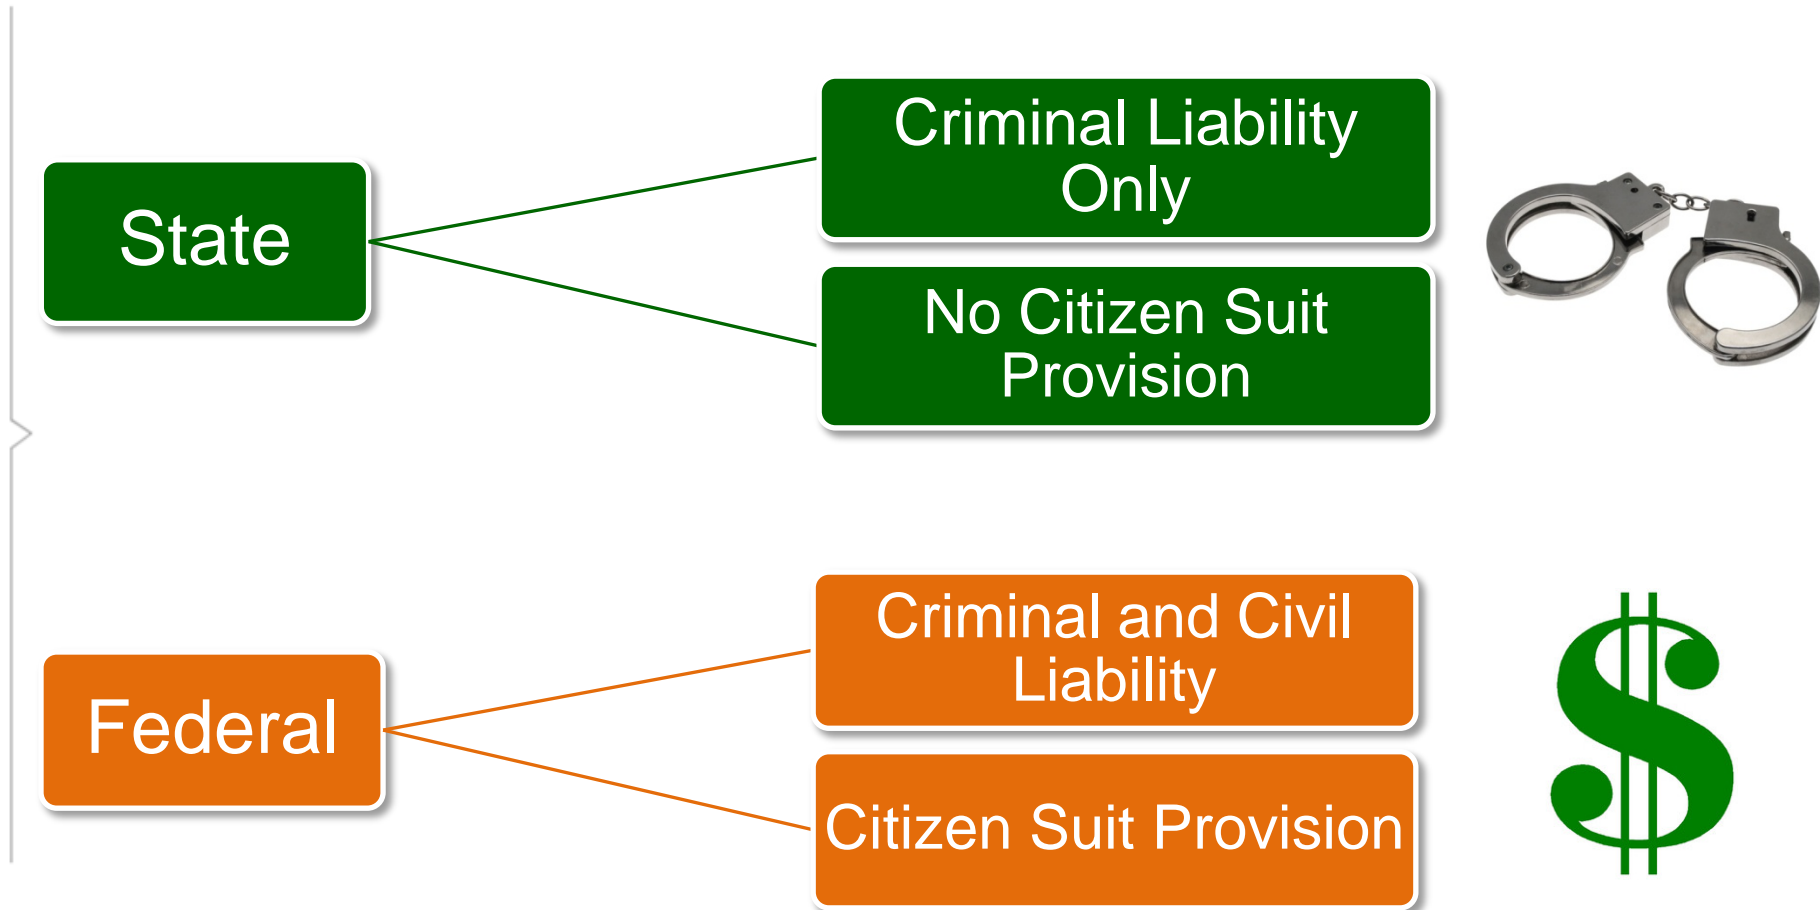 State
Criminal Liability
Only
No Citizen Suit
Provision
Federal
Criminal and Civil
Liability
Citizen Suit Provision
$